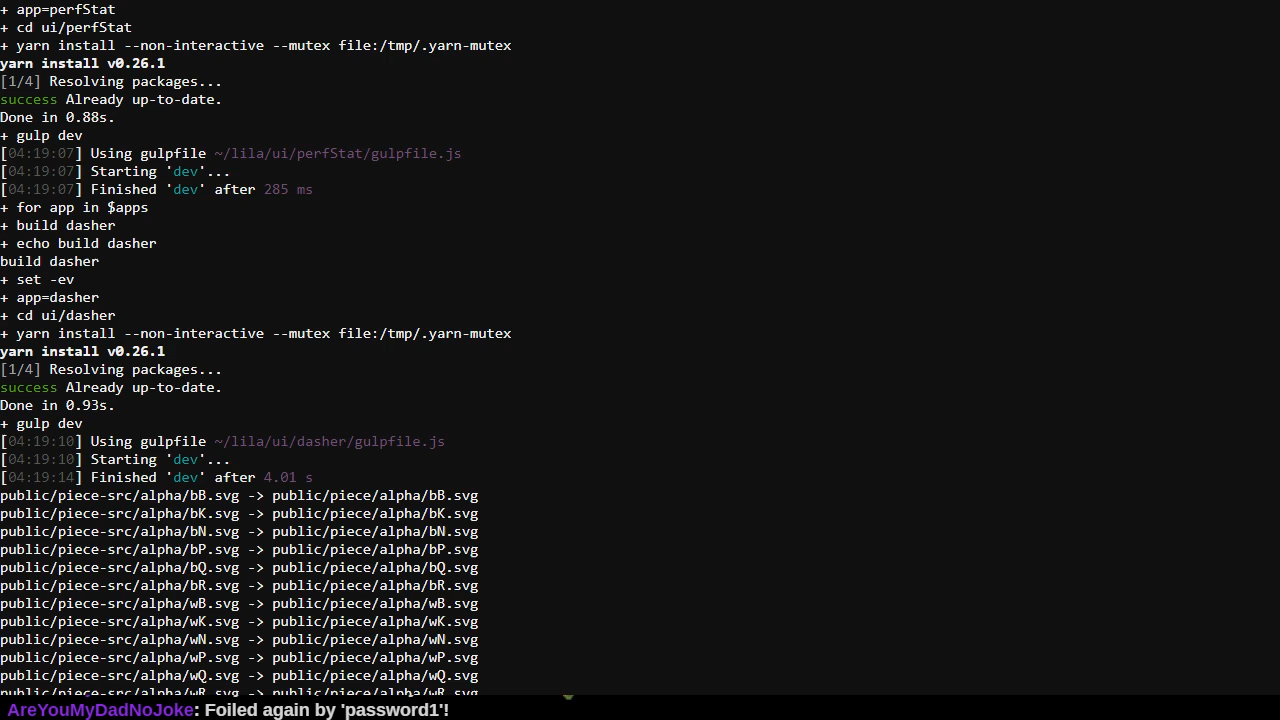 + app=perfStat
+ cd ui/perfStat
+ yarn install --non-interactive --mutex file:/tmp/.yarn-mutex
yarn install v0.26.1
[1/4] Resolving packages...
success Already up-to-date.
Done in 0.88s.
+ gulp dev
[04:19:07] Using gulpfile ~/lila/ui/perfStat/gulpfile.js
[04:19:07] Starting 'dev'...
[04:19:07] Finished 'dev' after 285 ms
+ for app in $apps
+ build dasher
+ echo build dasher
build dasher
+ set -ev
+ app=dasher
+ cd ui/dasher
+ yarn install --non-interactive --mutex file:/tmp/.yarn-mutex
yarn install v0.26.1
[1/4] Resolving packages...
success Already up-to-date.
Done in 0.93s.
+ gulp dev
[04:19:10] Using gulpfile ~/lila/ui/dasher/gulpfile.js
[04:19:10] Starting 'dev'...
[04:19:14] Finished 'dev' after 4.01 s
public/piece-src/alpha/bB.svg -> public/piece/alpha/bB.svg
public/piece-src/alpha/bK.svg -> public/piece/alpha/bK.svg
public/piece-src/alpha/bN.svg -> public/piece/alpha/bN.svg
public/piece-src/alpha/bP.svg -> public/piece/alpha/bP.svg
public/piece-src/alpha/bQ.svg -> public/piece/alpha/bQ.svg
public/piece-src/alpha/bR.svg -> public/piece/alpha/bR.svg
public/piece-src/alpha/wB.svg -> public/piece/alpha/wB.svg
public/piece-src/alpha/wK.svg -> public/piece/alpha/wK.svg
public/piece-src/alpha/wN.svg -> public/piece/alpha/wN.svg
public/piece-src/alpha/wP.svg -> public/piece/alpha/wP.svg
public/piece-src/alpha/wQ.svg -> public/piece/alpha/wQ.svg
public/piece-src/alpha/wR.svg -> public/piece/alpha/wR.svg
AreYouMyDadNoJoke: Foiled again by 'password1'!